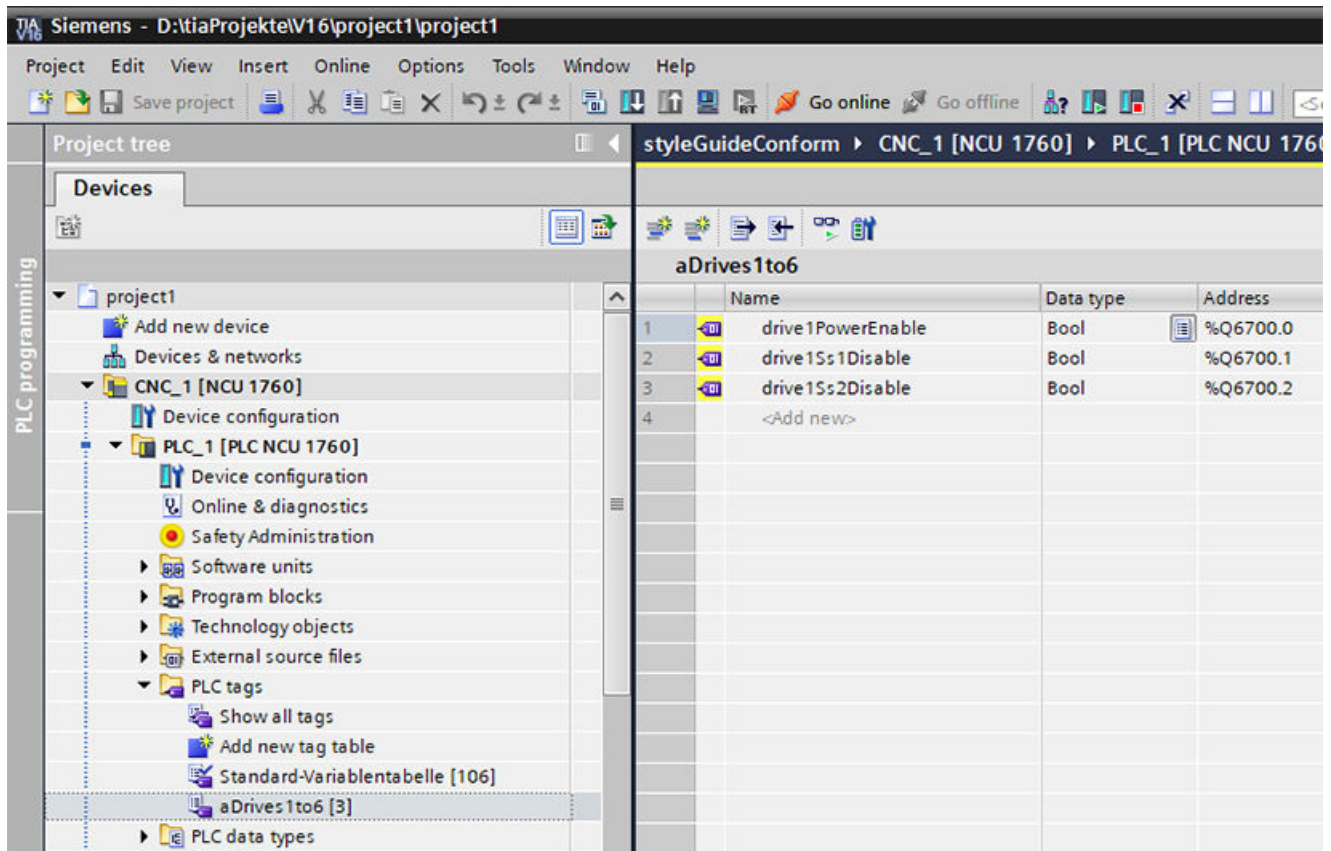 TIA V16 Siemens - D:\tiaProjekte\V16\project1\project1
Project Edit View Insert Online Options Tools Window Help
Save project Go online Go offline
Project tree
styleGuideConform CNC_1 [NCU 1760] PLC_1 [PLC NCU 1760
Devices
PLC programming
aDrives1to6
Name Data type Address
1 drive1PowerEnable Bool %Q6700.0
2 drive1Ss1Disable Bool %Q6700.1
3 drive1Ss2Disable Bool %Q6700.2
4 <Add new>
project1
Add new device
Devices & networks
CNC_1 [NCU 1760]
Device configuration
PLC_1 [PLC NCU 1760]
Device configuration
Online & diagnostics
Safety Administration
Software units
Program blocks
Technology objects
External source files
PLC tags
Show all tags
Add new tag table
Standard-Variablentabelle [106]
aDrives1to6 [3]
PLC data types